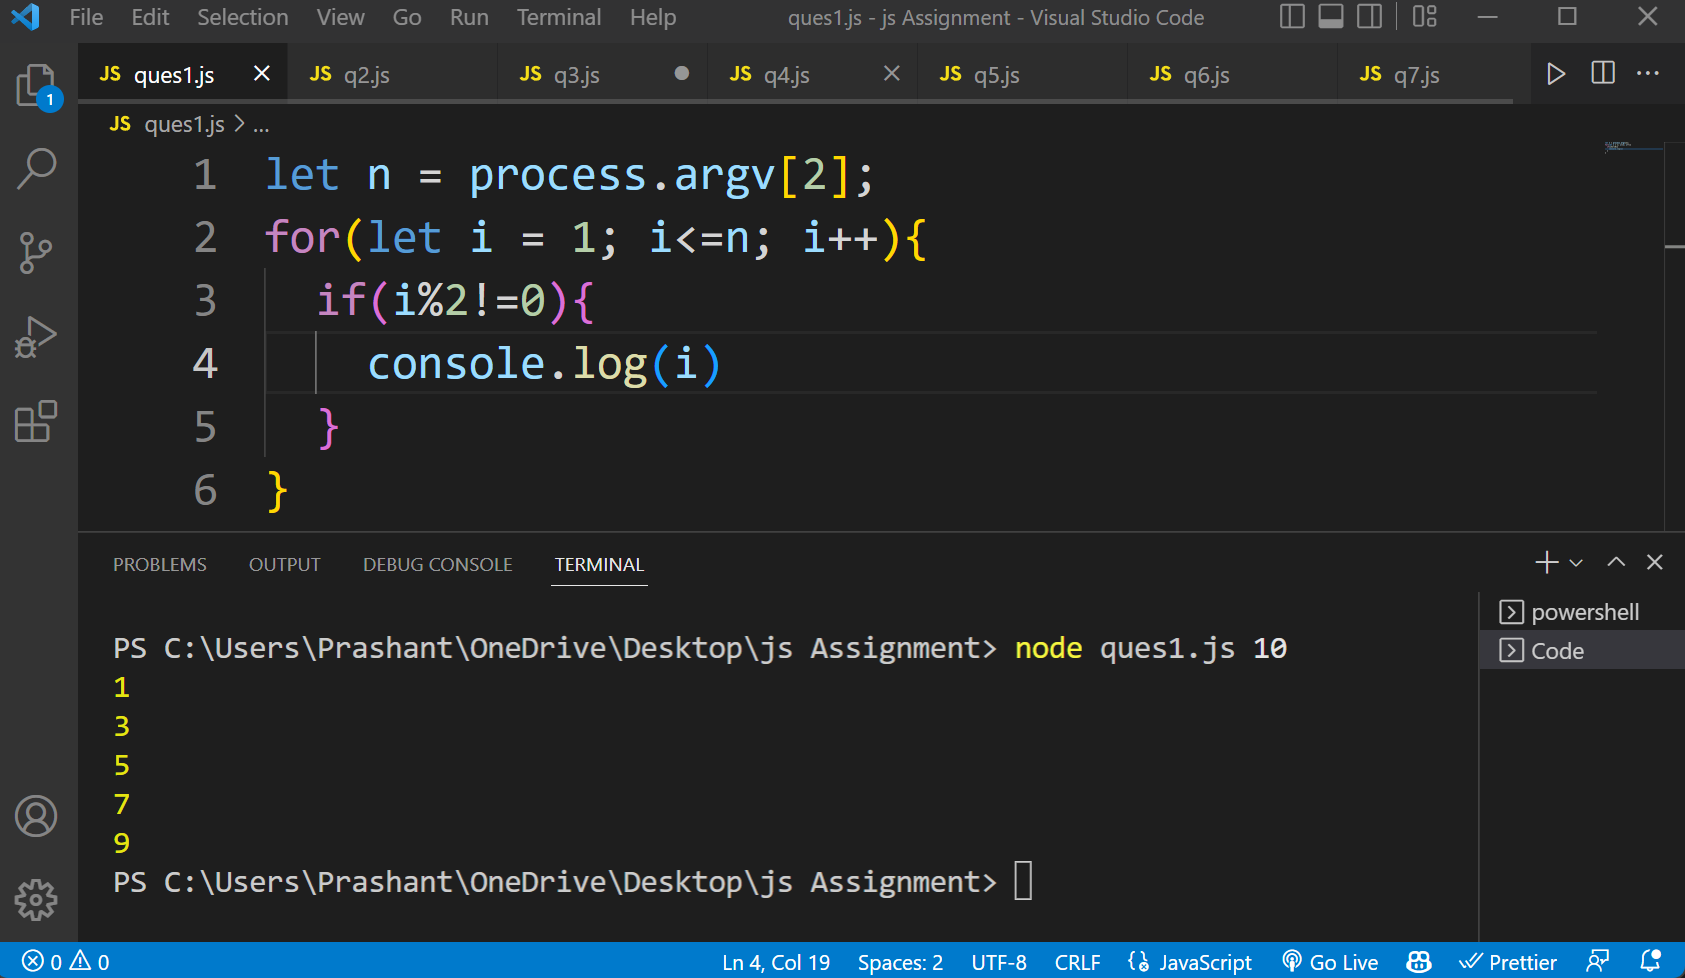 File Edit Selection View Go Run Terminal Help ques1.js - js Assignment - Visual Studio Code
JS ques1.js JS q2.js JS q3.js JS q4.js JS q5.js JS q6.js JS q7.js
1
JS ques1.js > ...
1 let n = process.argv[2];
2 for(let i = 1; i<=n; i++){
3 if(i%2!=0){
4 console.log(i)
5 }
6 }
PROBLEMS OUTPUT DEBUG CONSOLE TERMINAL
powershell
Code
PS C:\Users\Prashant\OneDrive\Desktop\js Assignment> node ques1.js 10
1
3
5
7
9
PS C:\Users\Prashant\OneDrive\Desktop\js Assignment>
0 0 Ln 4, Col 19 Spaces: 2 UTF-8 CRLF JavaScript Go Live Prettier